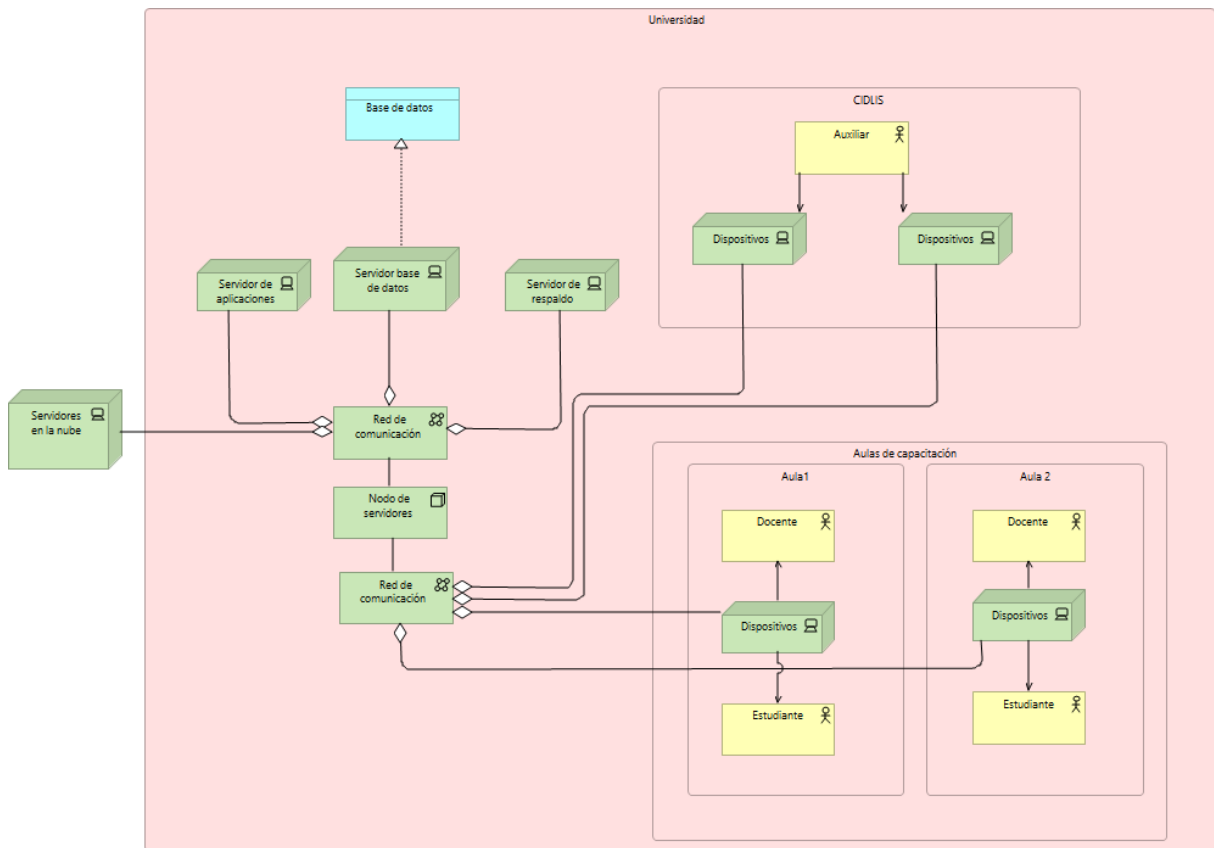 Universidad
Base de datos
CIDLIS
Auxiliar
Dispositivos
Dispositivos
Servidor de
aplicaciones
Servidor base
de datos
Servidor de
respaldo
Servidores
en la nube
Red de
comunicación
Nodo de
servidores
Red de
comunicación
Aulas de capacitación
Aula1
Docente
Dispositivos
Estudiante
Aula 2
Docente
Dispositivos
Estudiante